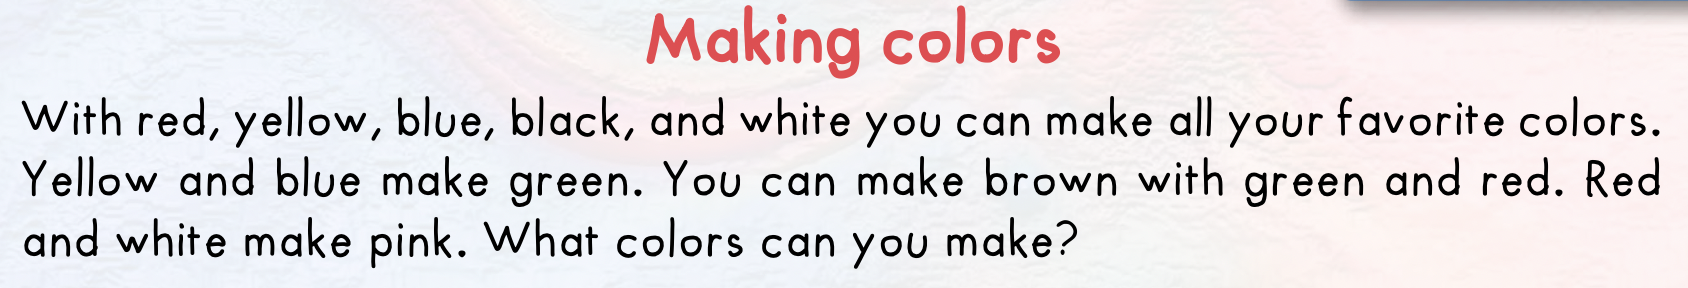 Making colors
With red, yellow, blue, black, and white you can make all your favorite colors.
Yellow and blue make green. You can make brown with green and red. Red
and white make pink. What colors can you make?